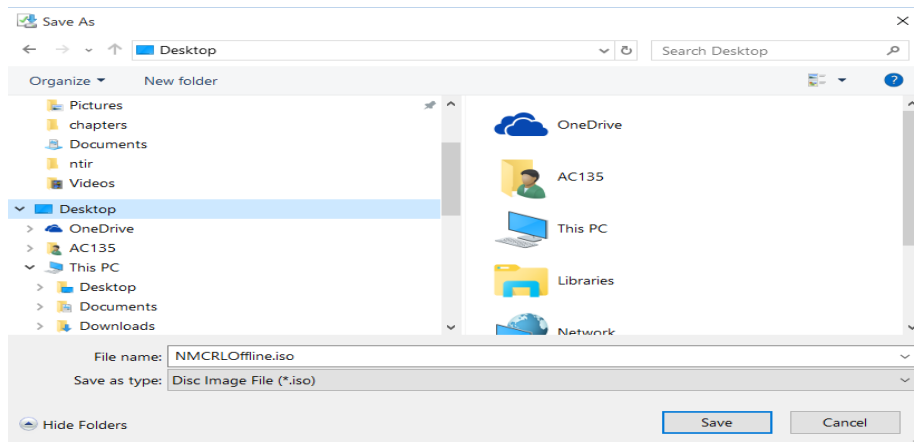 Save As
Desktop
Search Desktop
Organize
New folder
?
Pictures
chapters
Documents
ntir
Videos
Desktop
OneDrive
AC135
This PC
Desktop
Documents
Downloads
OneDrive
AC135
This PC
Libraries
Network
File name: NMCRLOffline.iso
Save as type: Disc Image File (*.iso)
Hide Folders
Save
Cancel